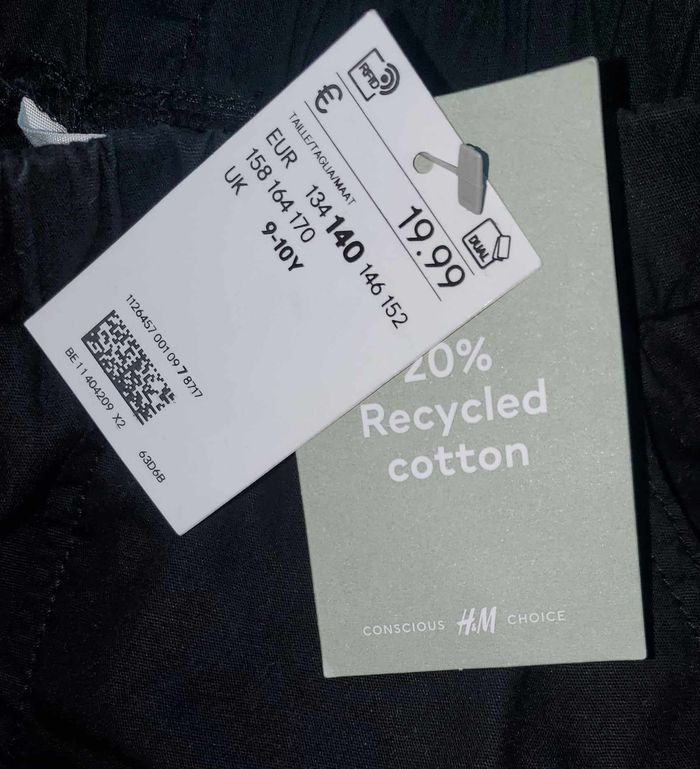 RFID
€ 19.99
DUAL
TAILLE/TAGLIA/MAAT
EUR 134 140 146 152
158 164 170
UK 9-10Y
1126457 001 09 7 8717
BE 11 404209 X2
63D6B
20%
Recycled
cotton
CONSCIOUS H&M CHOICE